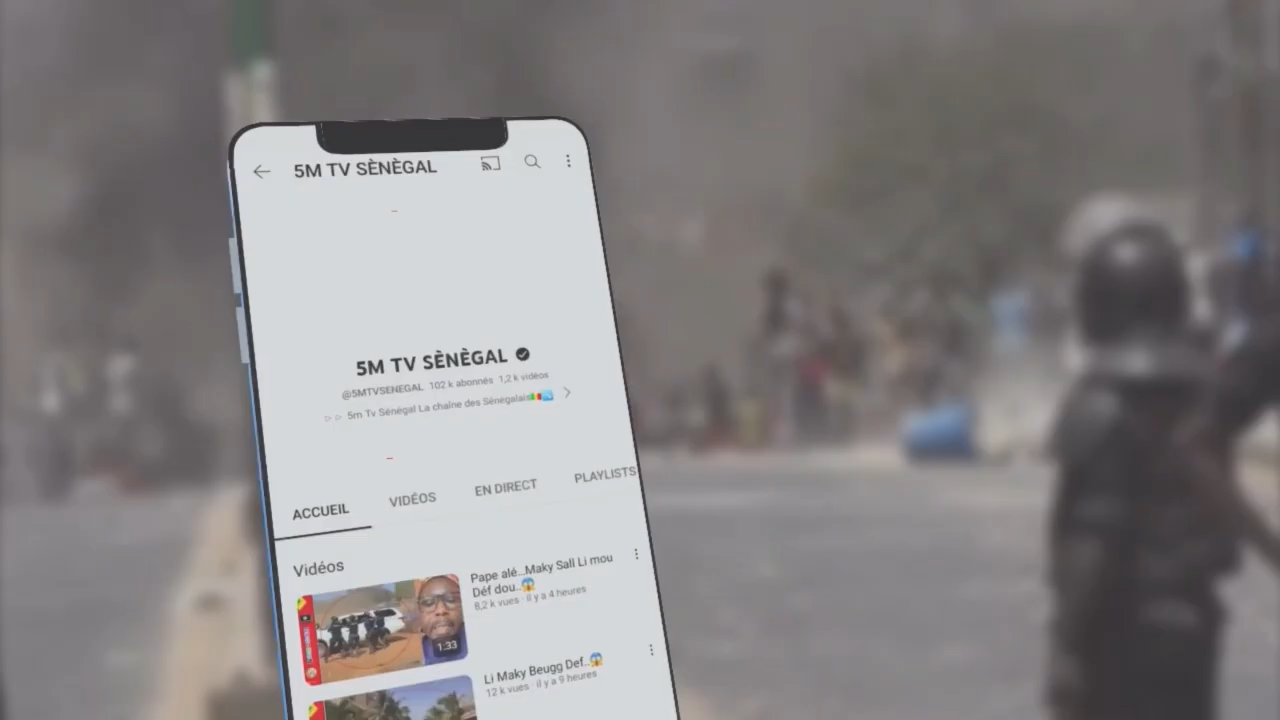 5M TV SÈNÈGAL
5M TV SÈNÈGAL
@5MTVSENEGAL 102 k abonnés 1,2 k vidéos
5m Tv Sénégal La chaîne des Sénégalais
ACCUEIL VIDÉOS EN DIRECT PLAYLISTS
Vidéos
Pape alé...Maky Sall Li mou
Déf dou..😱
8,2 k vues · il y a 4 heures
1:33
Li Maky Beugg Def..😱
12 k vues · il y a 9 heures